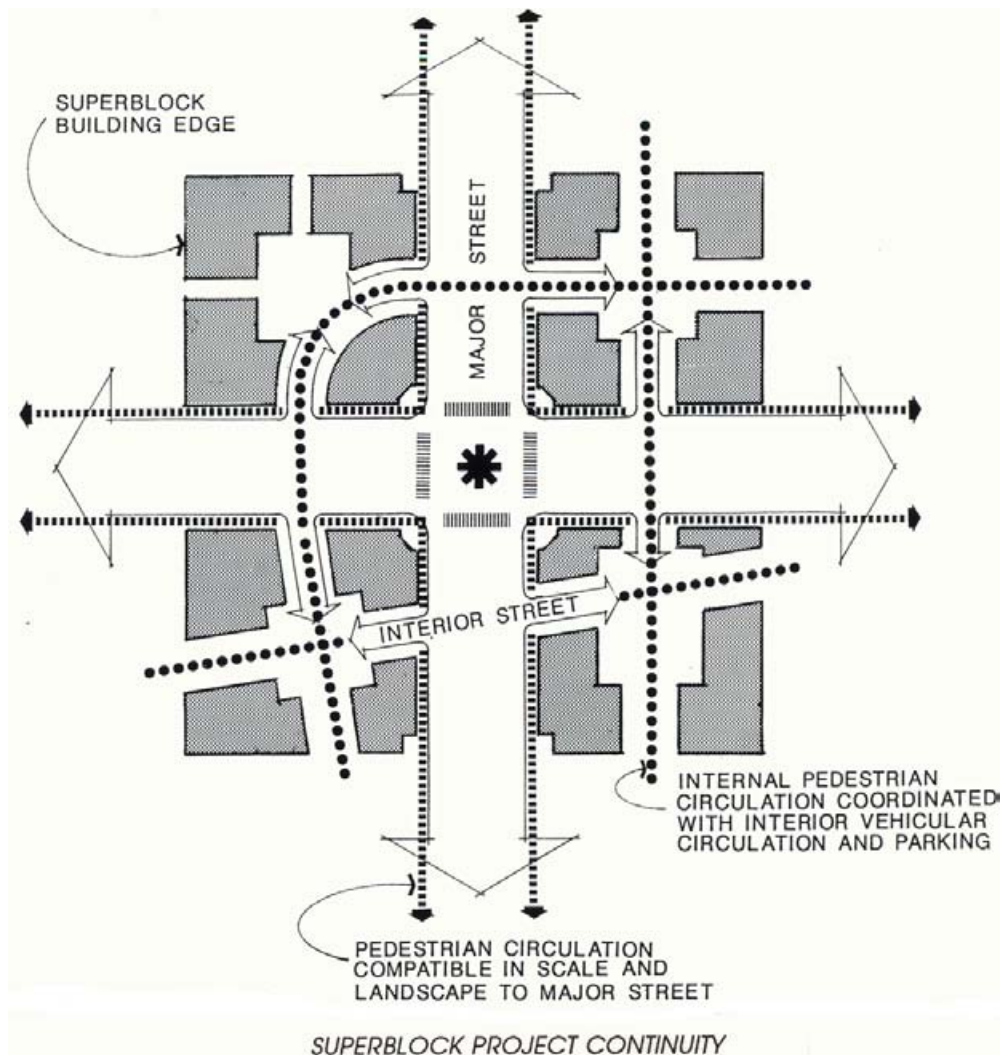 SUPERBLOCK
BUILDING EDGE
MAJOR STREET
INTERIOR STREET
INTERNAL PEDESTRIAN
CIRCULATION COORDINATED
WITH INTERIOR VEHICULAR
CIRCULATION AND PARKING
PEDESTRIAN CIRCULATION
COMPATIBLE IN SCALE AND
LANDSCAPE TO MAJOR STREET
SUPERBLOCK PROJECT CONTINUITY